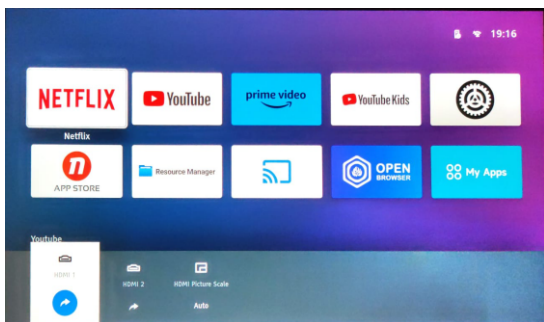 19:16
NETFLIX
YouTube
prime video
YouTube Kids
Netflix
APP STORE
Resource Manager
OPEN
BROWSER
My Apps
Youtube
HDMI 1
HDMI 2
HDMI Picture Scale
Auto